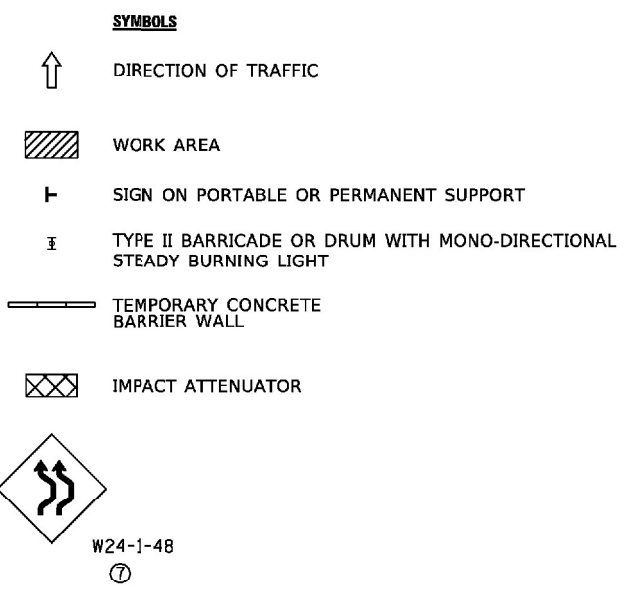 SYMBOLS
DIRECTION OF TRAFFIC
WORK AREA
SIGN ON PORTABLE OR PERMANENT SUPPORT
TYPE II BARRICADE OR DRUM WITH MONO-DIRECTIONAL
STEADY BURNING LIGHT
TEMPORARY CONCRETE
BARRIER WALL
IMPACT ATTENUATOR
W24-1-48
⑦